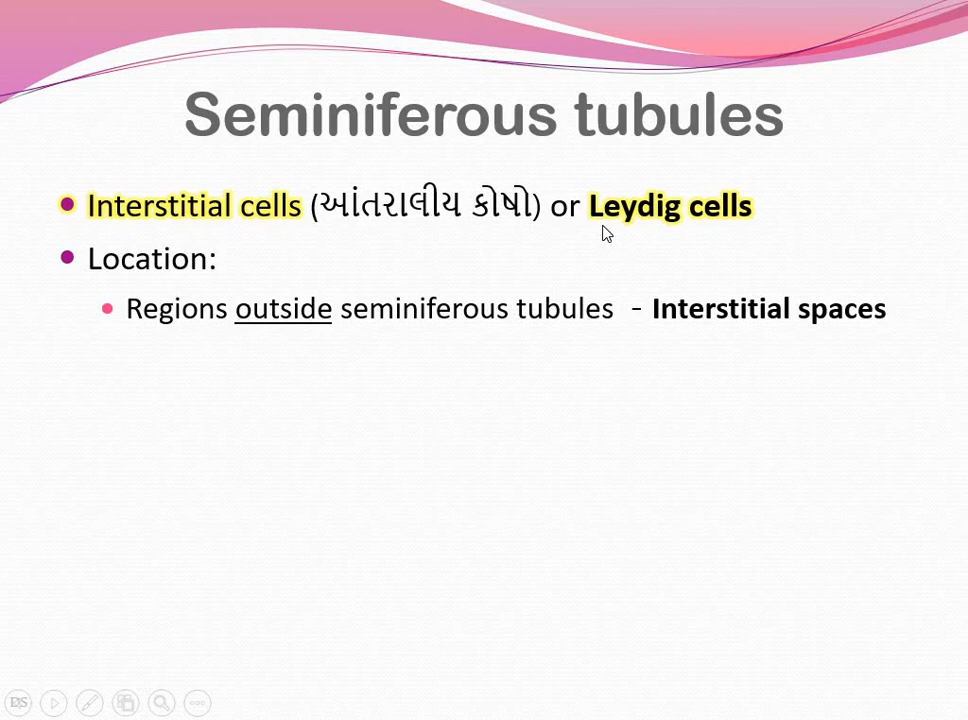 Seminiferous tubules
Interstitial cells (આંતરાલીય કોષો) or Leydig cells
Location:
Regions outside seminiferous tubules - Interstitial spaces